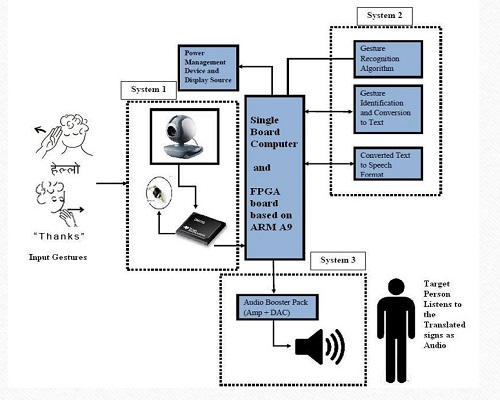 System 2
Power
Management
Device and
Display Source
Gesture
Recognition
Algorithm
System 1
Gesture
Identification
and Conversion
to Text
Single
Board
Computer
and
FPGA
board
based on
ARM A9
Converted Text
to Speech
Format
हेल्लो
"Thanks"
Input Gestures
System 3
Audio Booster Pack
(Amp + DAC)
Target
Person
Listens to
the
Translated
signs as
Audio